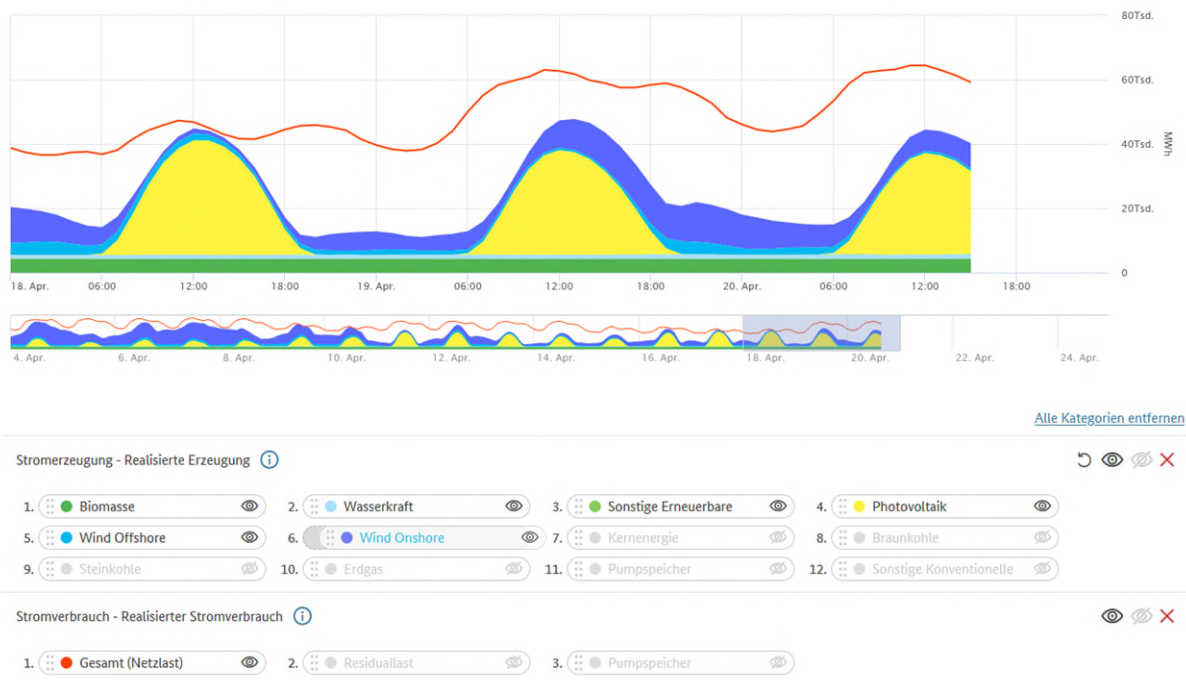 80Tsd.
60Tsd.
40Tsd.
MWh
20Tsd.
0
18. Apr. 06:00 12:00 18:00 19. Apr. 06:00 12:00 18:00 20. Apr. 06:00 12:00 18:00
4. Apr. 6. Apr. 8. Apr. 10. Apr. 12. Apr. 14. Apr. 16. Apr. 18. Apr. 20. Apr. 22. Apr. 24. Apr.
Alle Kategorien entfernen
Stromerzeugung - Realisierte Erzeugung
1. Biomasse 2. Wasserkraft 3. Sonstige Erneuerbare 4. Photovoltaik
5. Wind Offshore 6. Wind Onshore 7. Kernenergie 8. Braunkohle
9. Steinkohle 10. Erdgas 11. Pumpspeicher 12. Sonstige Konventionelle
Stromverbrauch - Realisierter Stromverbrauch
1. Gesamt (Netzlast) 2. Residuallast 3. Pumpspeicher